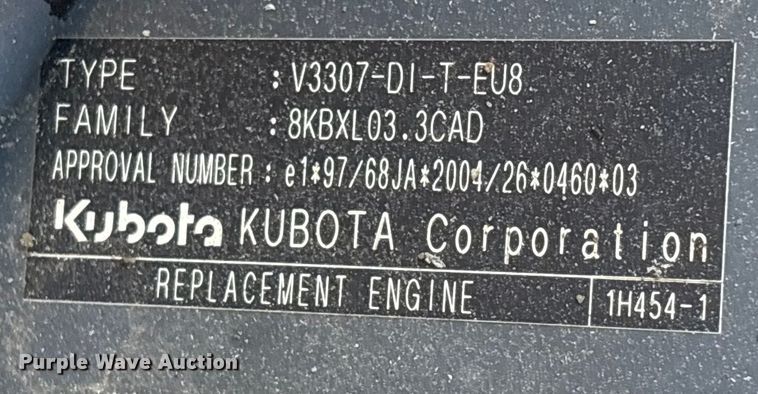 TYPE : V3307-DI-T-EU8
FAMILY : 8KBXL03.3CAD
APPROVAL NUMBER : e1*97/68JA*2004/26*0460*03
Kubota KUBOTA Corporation
REPLACEMENT ENGINE 1H454-1
Purple Wave Auction